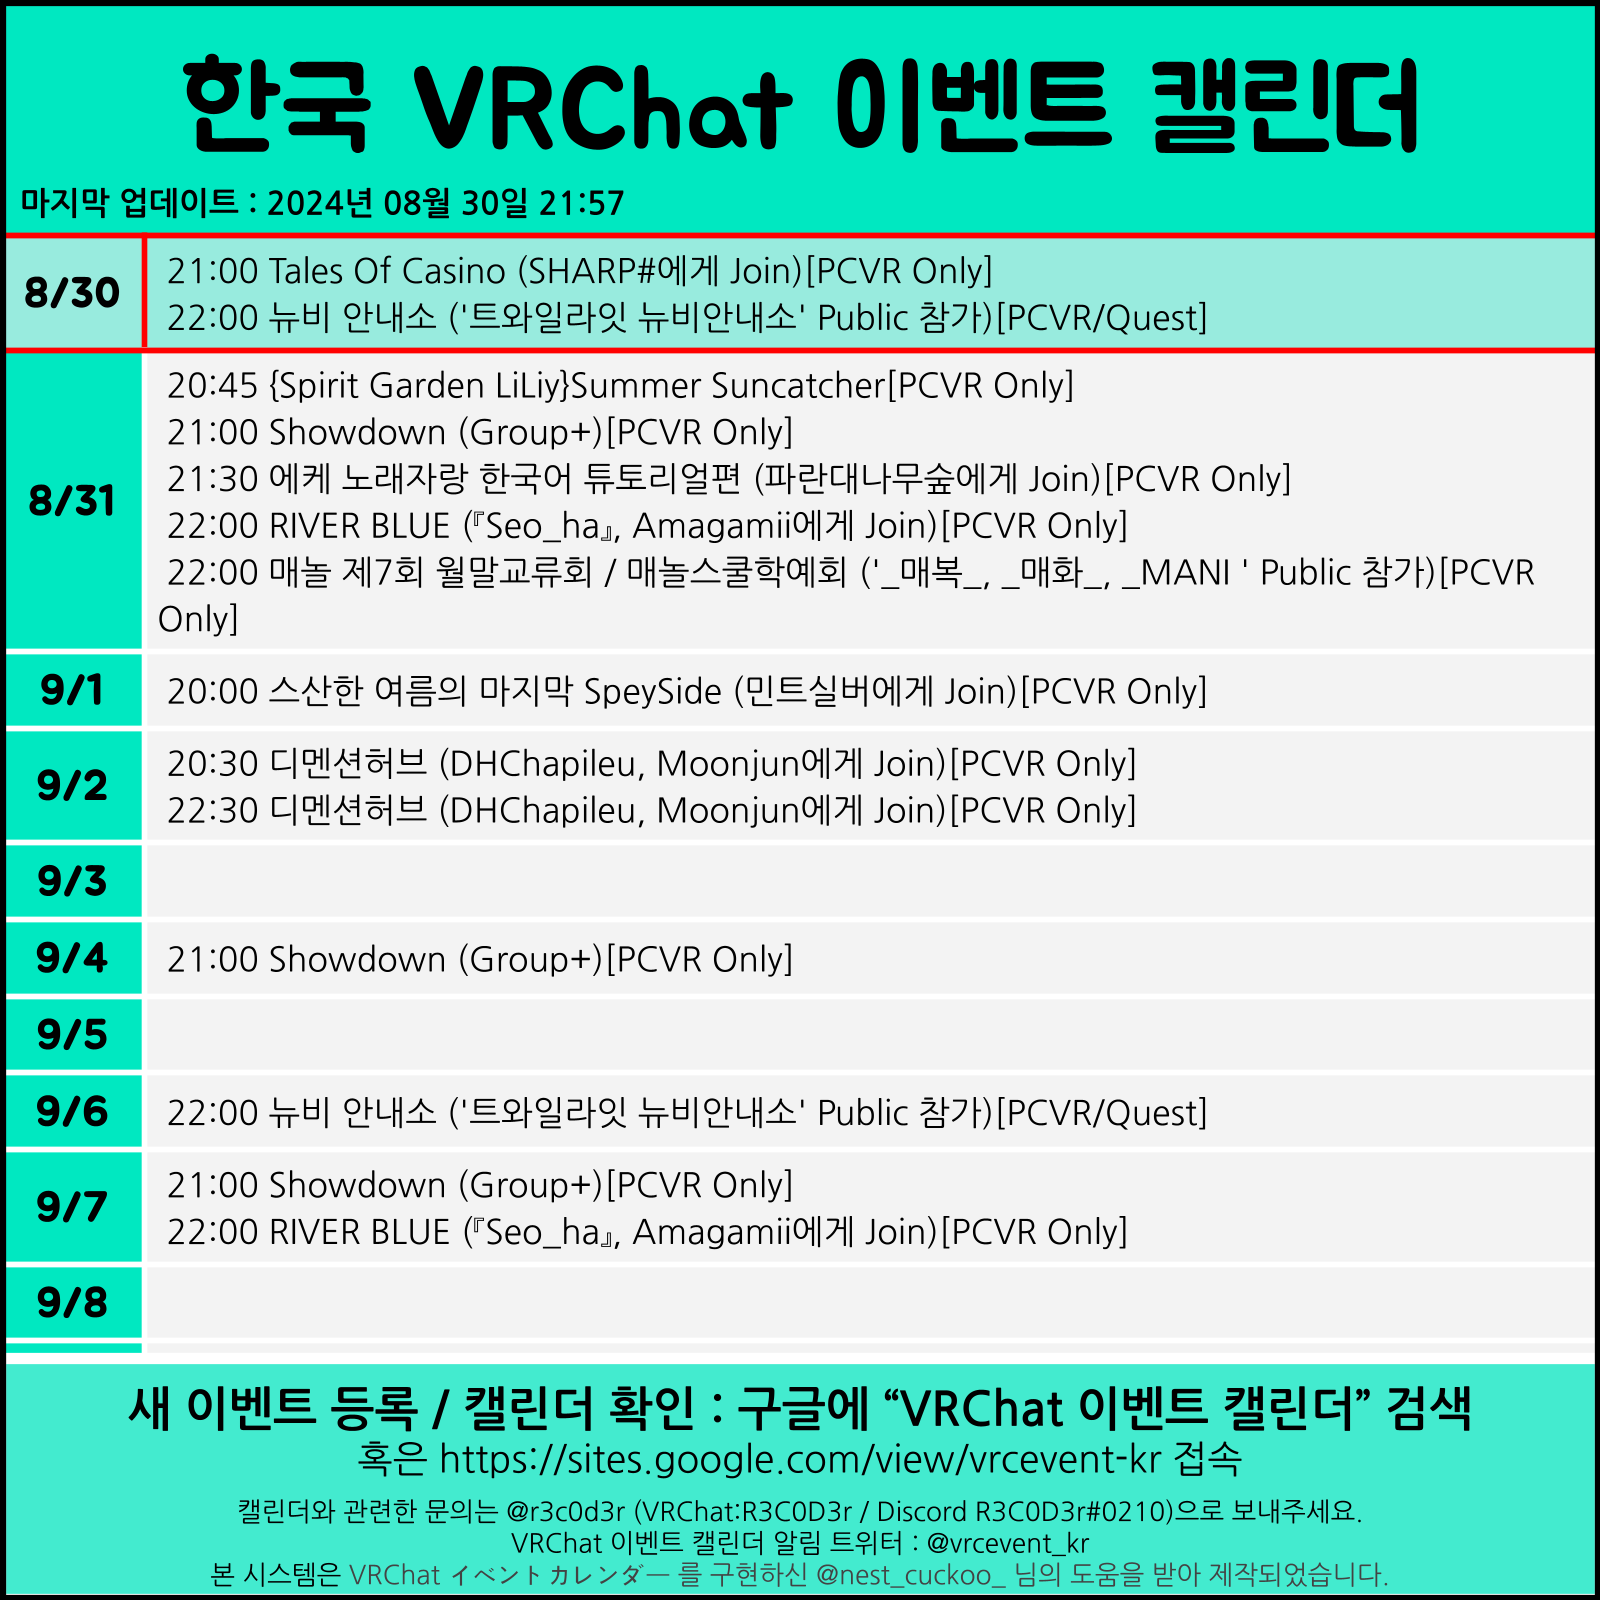 한국 VRChat 이벤트 캘린더
마지막 업데이트 : 2024년 08월 30일 21:57
8/30
21:00 Tales Of Casino (SHARP#에게 Join)[PCVR Only]
22:00 뉴비 안내소 ('트와일라잇 뉴비안내소' Public 참가)[PCVR/Quest]
8/31
20:45 {Spirit Garden LiLiy}Summer Suncatcher[PCVR Only]
21:00 Showdown (Group+)[PCVR Only]
21:30 에케 노래자랑 한국어 튜토리얼편 (파란대나무숲에게 Join)[PCVR Only]
22:00 RIVER BLUE (『Seo_ha』, Amagamii에게 Join)[PCVR Only]
22:00 매놀 제7회 월말교류회 / 매놀스쿨학예회 ('_매복_, _매화_, _MANI ' Public 참가)[PCVR
Only]
9/1
20:00 스산한 여름의 마지막 SpeySide (민트실버에게 Join)[PCVR Only]
9/2
20:30 디멘션허브 (DHChapileu, Moonjun에게 Join)[PCVR Only]
22:30 디멘션허브 (DHChapileu, Moonjun에게 Join)[PCVR Only]
9/3
9/4
21:00 Showdown (Group+)[PCVR Only]
9/5
9/6
22:00 뉴비 안내소 ('트와일라잇 뉴비안내소' Public 참가)[PCVR/Quest]
9/7
21:00 Showdown (Group+)[PCVR Only]
22:00 RIVER BLUE (『Seo_ha』, Amagamii에게 Join)[PCVR Only]
9/8
새 이벤트 등록 / 캘린더 확인 : 구글에 “VRChat 이벤트 캘린더” 검색
혹은 https://sites.google.com/view/vrcevent-kr 접속
캘린더와 관련한 문의는 @r3c0d3r (VRChat:R3C0D3r / Discord R3C0D3r#0210)으로 보내주세요.
VRChat 이벤트 캘린더 알림 트위터 : @vrcevent_kr
본 시스템은 VRChat イベントカレンダー 를 구현하신 @nest_cuckoo_ 님의 도움을 받아 제작되었습니다.